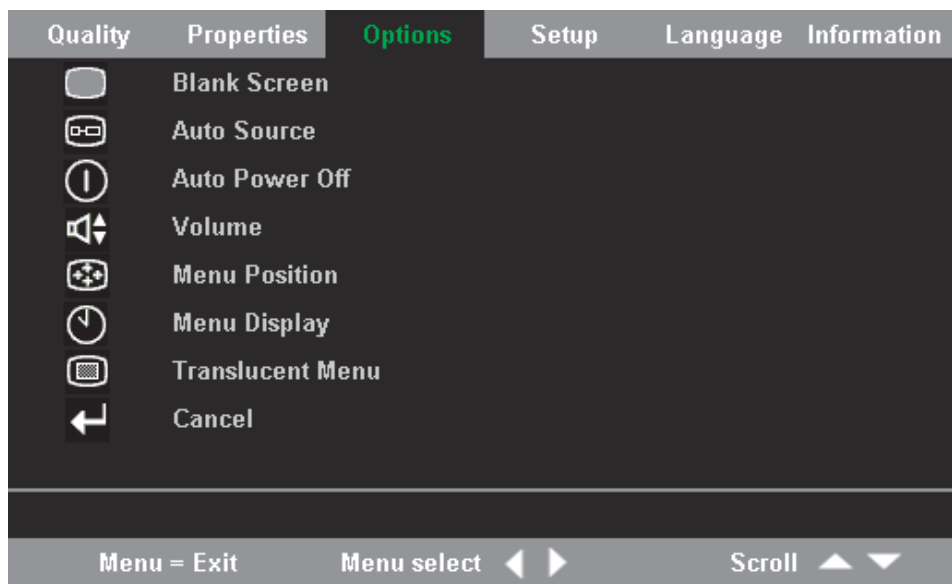 Quality Properties Options Setup Language Information
Blank Screen
Auto Source
Auto Power Off
Volume
Menu Position
Menu Display
Translucent Menu
Cancel
Menu = Exit Menu select Scroll